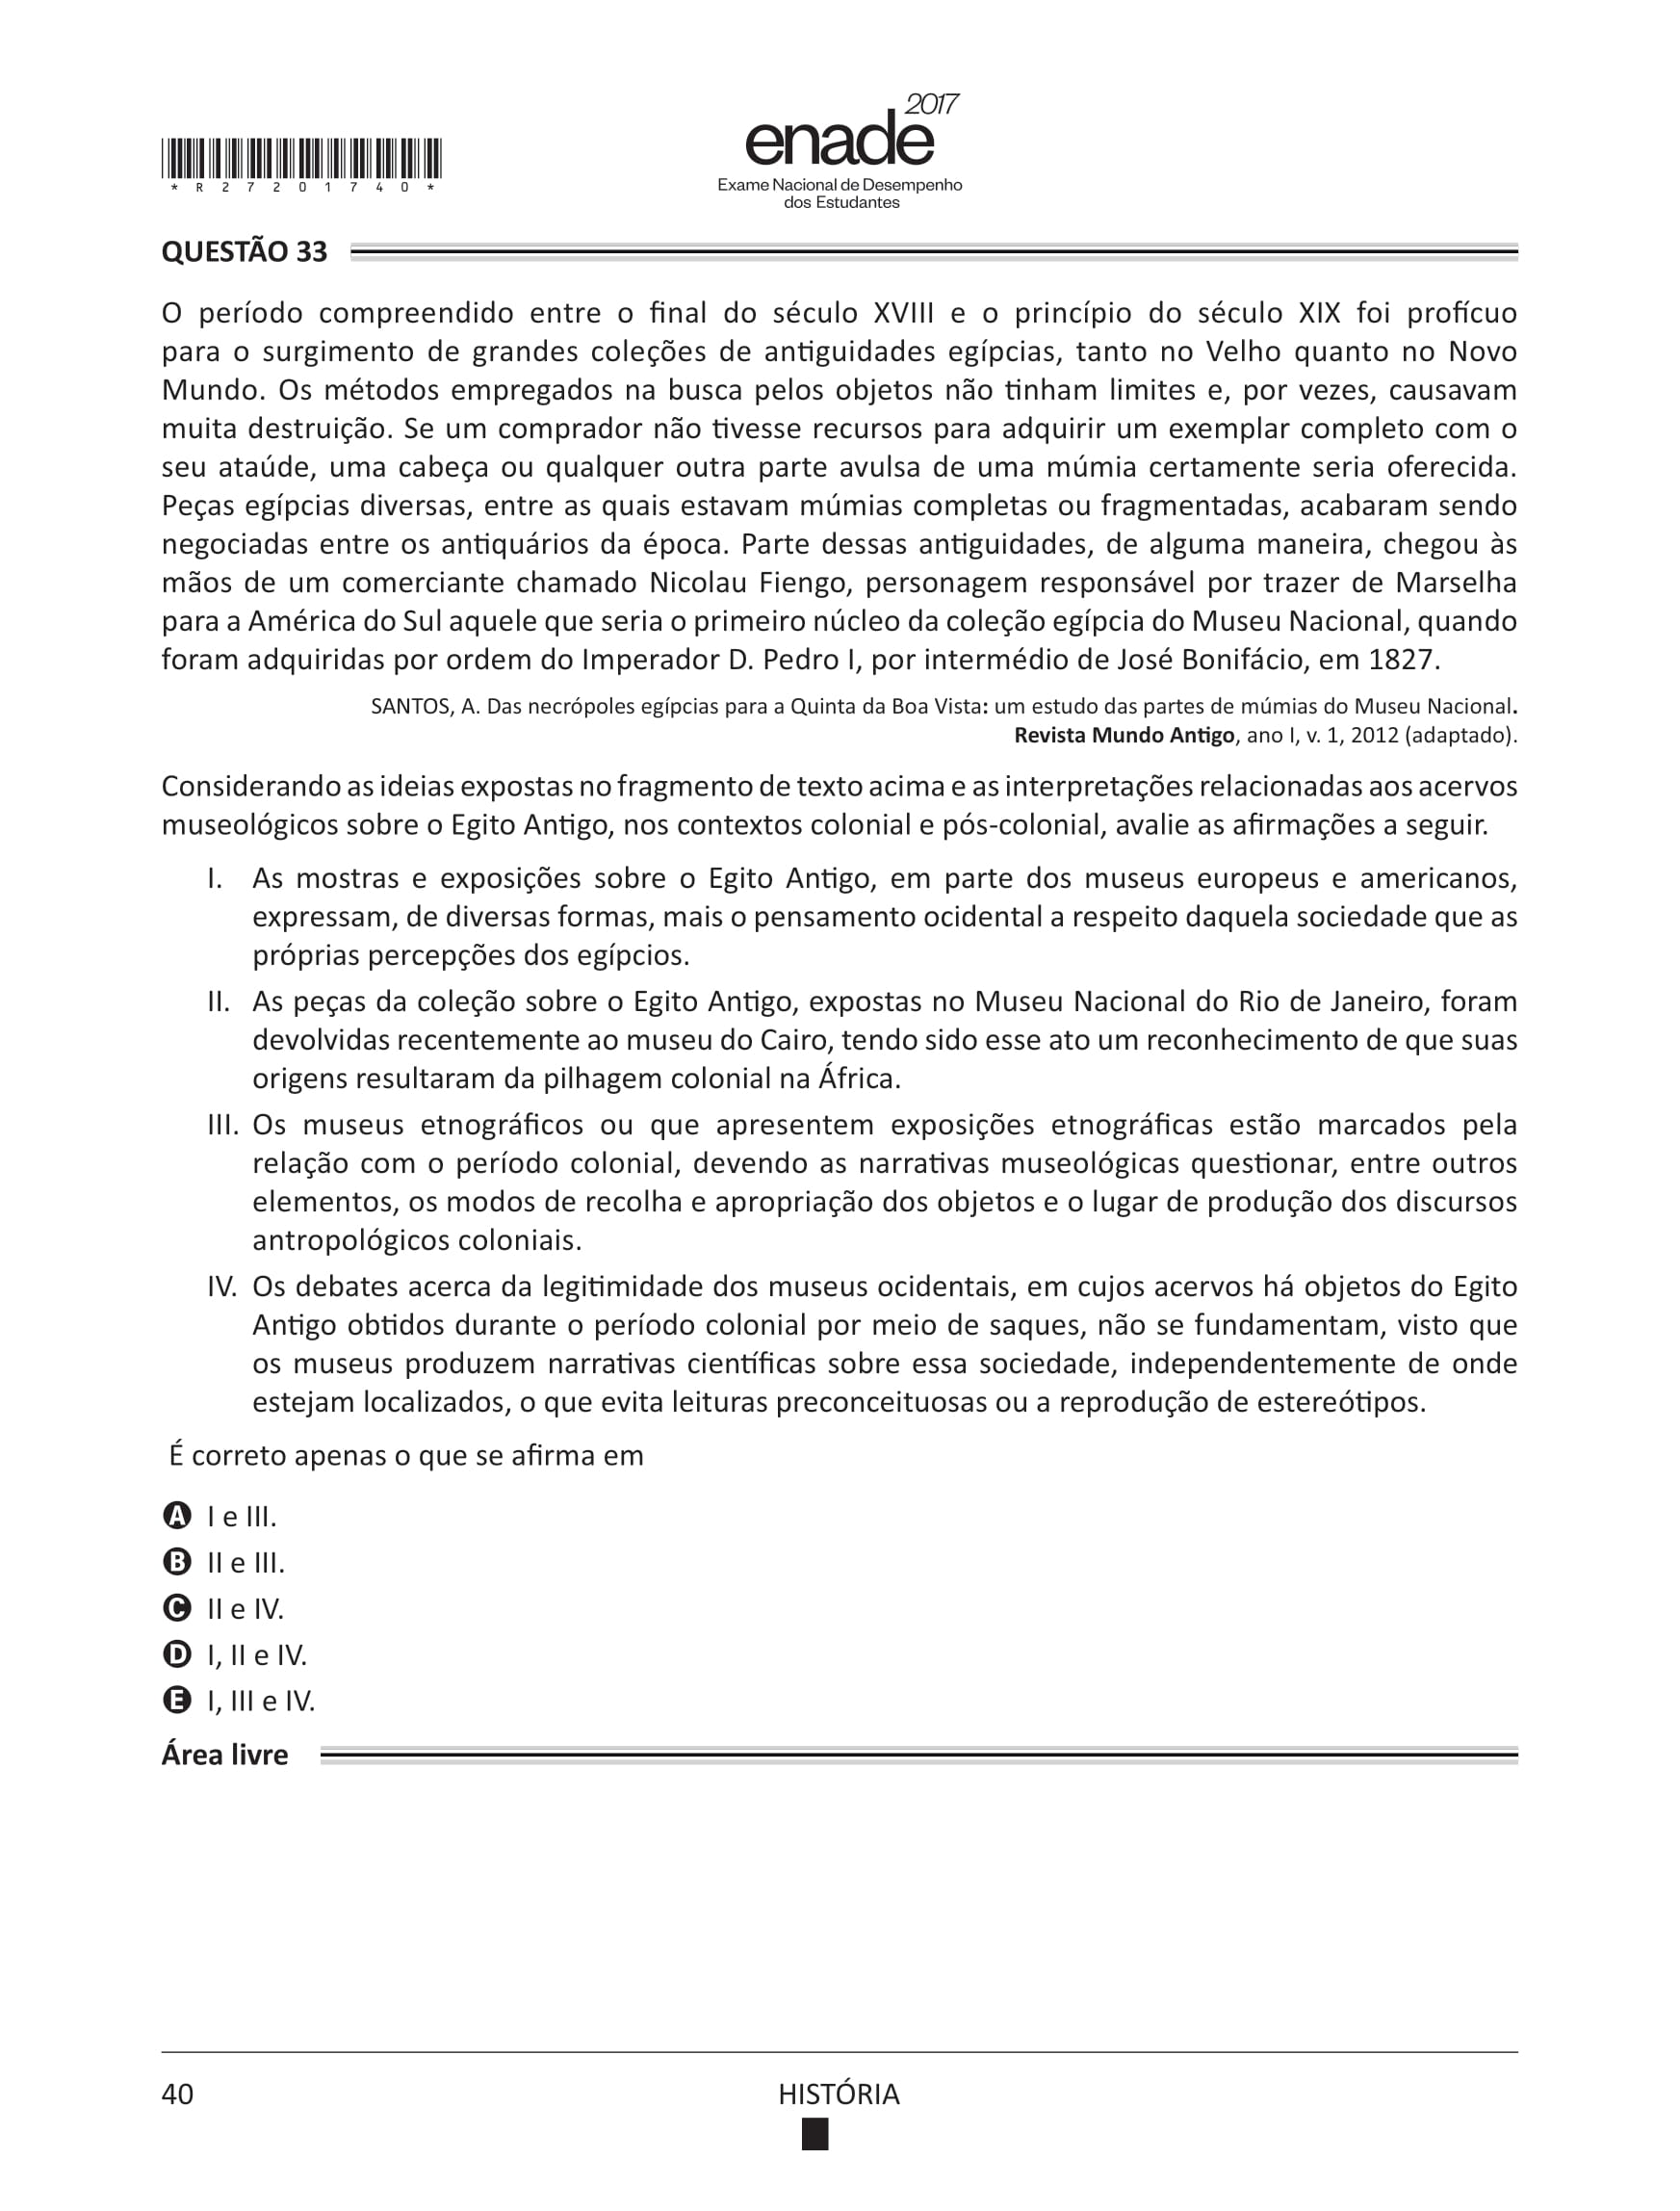 * R 2 7 2 0 1 7 4 0 *
2017
enade
Exame Nacional de Desempenho
dos Estudantes
QUESTÃO 33
O período compreendido entre o final do século XVIII e o princípio do século XIX foi profícuo
para o surgimento de grandes coleções de antiguidades egípcias, tanto no Velho quanto no Novo
Mundo. Os métodos empregados na busca pelos objetos não tinham limites e, por vezes, causavam
muita destruição. Se um comprador não tivesse recursos para adquirir um exemplar completo com o
seu ataúde, uma cabeça ou qualquer outra parte avulsa de uma múmia certamente seria oferecida.
Peças egípcias diversas, entre as quais estavam múmias completas ou fragmentadas, acabaram sendo
negociadas entre os antiquários da época. Parte dessas antiguidades, de alguma maneira, chegou às
mãos de um comerciante chamado Nicolau Fiengo, personagem responsável por trazer de Marselha
para a América do Sul aquele que seria o primeiro núcleo da coleção egípcia do Museu Nacional, quando
foram adquiridas por ordem do Imperador D. Pedro I, por intermédio de José Bonifácio, em 1827.
SANTOS, A. Das necrópoles egípcias para a Quinta da Boa Vista: um estudo das partes de múmias do Museu Nacional.
Revista Mundo Antigo, ano I, v. 1, 2012 (adaptado).
Considerando as ideias expostas no fragmento de texto acima e as interpretações relacionadas aos acervos
museológicos sobre o Egito Antigo, nos contextos colonial e pós-colonial, avalie as afirmações a seguir.
I. As mostras e exposições sobre o Egito Antigo, em parte dos museus europeus e americanos,
expressam, de diversas formas, mais o pensamento ocidental a respeito daquela sociedade que as
próprias percepções dos egípcios.
II. As peças da coleção sobre o Egito Antigo, expostas no Museu Nacional do Rio de Janeiro, foram
devolvidas recentemente ao museu do Cairo, tendo sido esse ato um reconhecimento de que suas
origens resultaram da pilhagem colonial na África.
III. Os museus etnográficos ou que apresentem exposições etnográficas estão marcados pela
relação com o período colonial, devendo as narrativas museológicas questionar, entre outros
elementos, os modos de recolha e apropriação dos objetos e o lugar de produção dos discursos
antropológicos coloniais.
IV. Os debates acerca da legitimidade dos museus ocidentais, em cujos acervos há objetos do Egito
Antigo obtidos durante o período colonial por meio de saques, não se fundamentam, visto que
os museus produzem narrativas científicas sobre essa sociedade, independentemente de onde
estejam localizados, o que evita leituras preconceituosas ou a reprodução de estereótipos.
É correto apenas o que se afirma em
A I e III.
B II e III.
C II e IV.
D I, II e IV.
E I, III e IV.
Área livre
40
HISTÓRIA